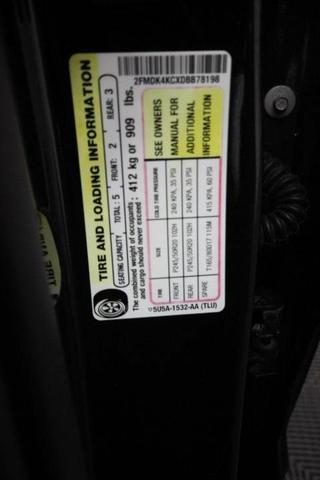 2FMDK4KCXDBB78198
TIRE AND LOADING INFORMATION
SEATING CAPACITY TOTAL : 5 FRONT: 2 REAR: 3
The combined weight of occupants
and cargo should never exceed : 412 kg or 909 lbs.
TIRE SIZE COLD TIRE PRESSURE
FRONT P245/50R20 102H 240 KPA, 35 PSI
REAR P245/50R20 102H 240 KPA, 35 PSI
SPARE T165/80D17 115M 415 KPA, 60 PSI
SEE OWNERS
MANUAL FOR
ADDITIONAL
INFORMATION
5U5A-1532-AA (TLU)